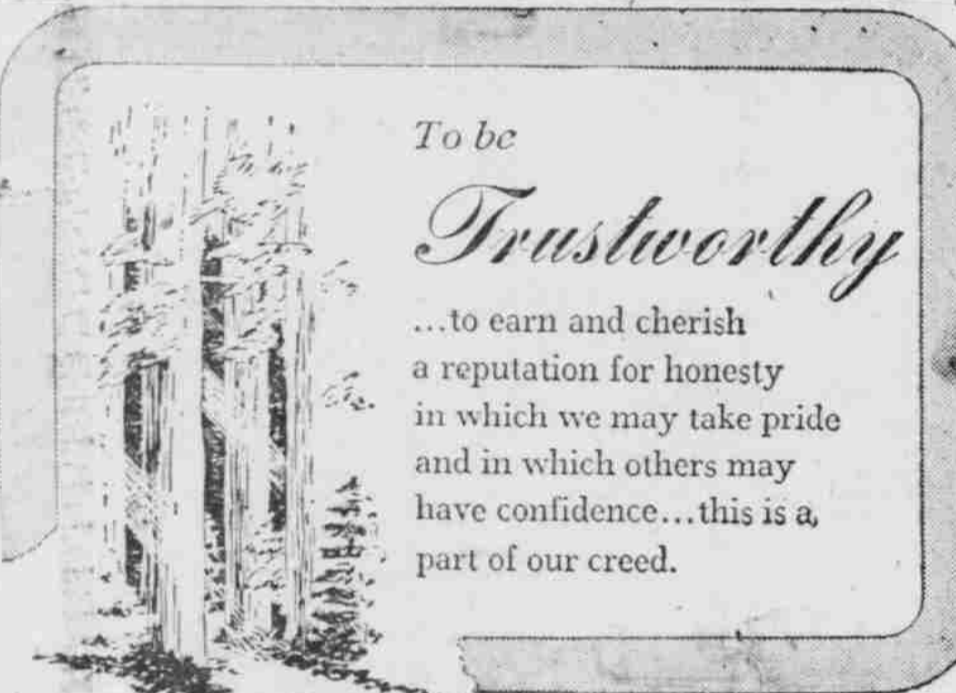 To be
Trustworthy
...to earn and cherish
a reputation for honesty
in which we may take pride
and in which others may
have confidence...this is a
part of our creed.